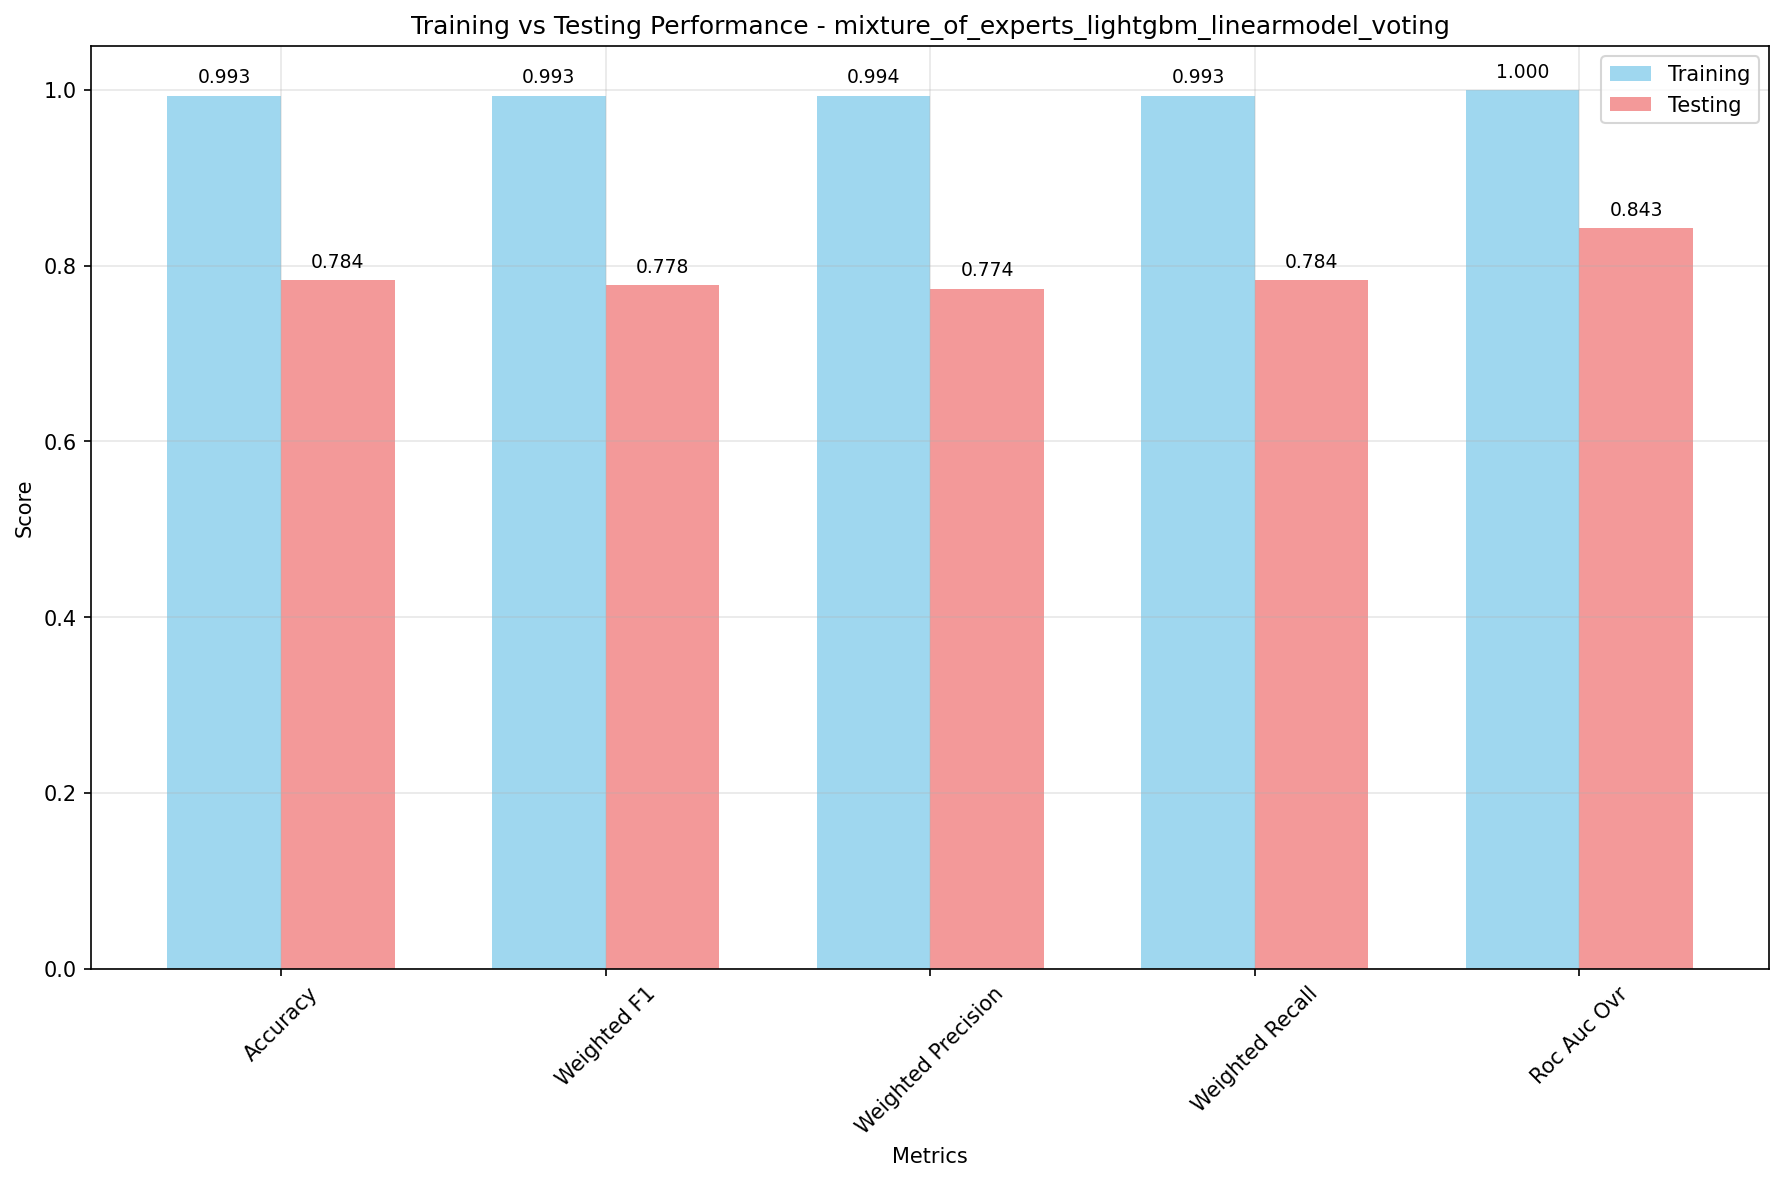 Training vs Testing Performance - mixture_of_experts_lightgbm_linearmodel_voting
Training
Testing
0.993
0.993
0.994
0.993
1.000
0.784
0.778
0.774
0.784
0.843
1.0
0.8
0.6
0.4
0.2
0.0
Score
Accuracy
Weighted F1
Weighted Precision
Weighted Recall
Roc Auc Ovr
Metrics